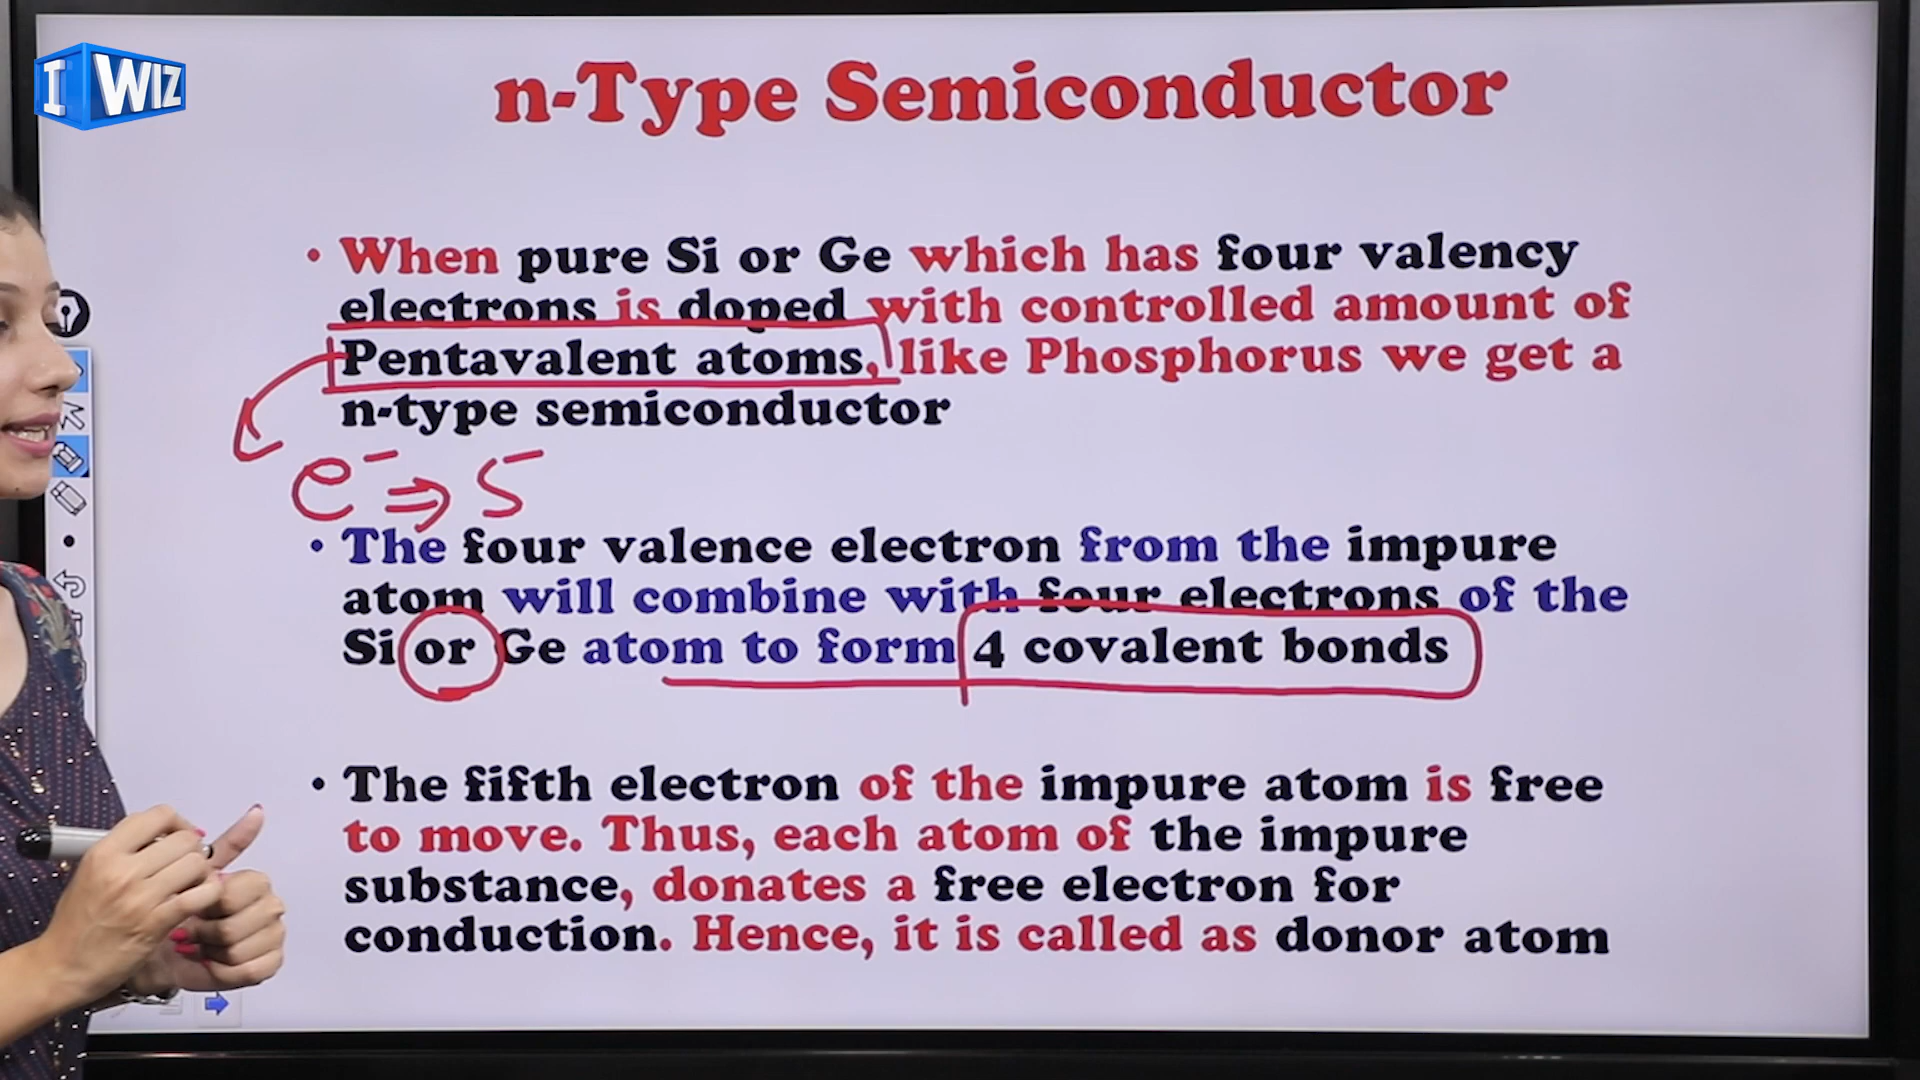 I WIZ
n-Type Semiconductor
• When pure Si or Ge which has four valency
electrons is doped with controlled amount of
Pentavalent atoms, like Phosphorus we get a
n-type semiconductor
e⁻ ⇒ 5⁻
• The four valence electron from the impure
atom will combine with four electrons of the
Si or Ge atom to form 4 covalent bonds
• The fifth electron of the impure atom is free
to move. Thus, each atom of the impure
substance, donates a free electron for
conduction. Hence, it is called as donor atom